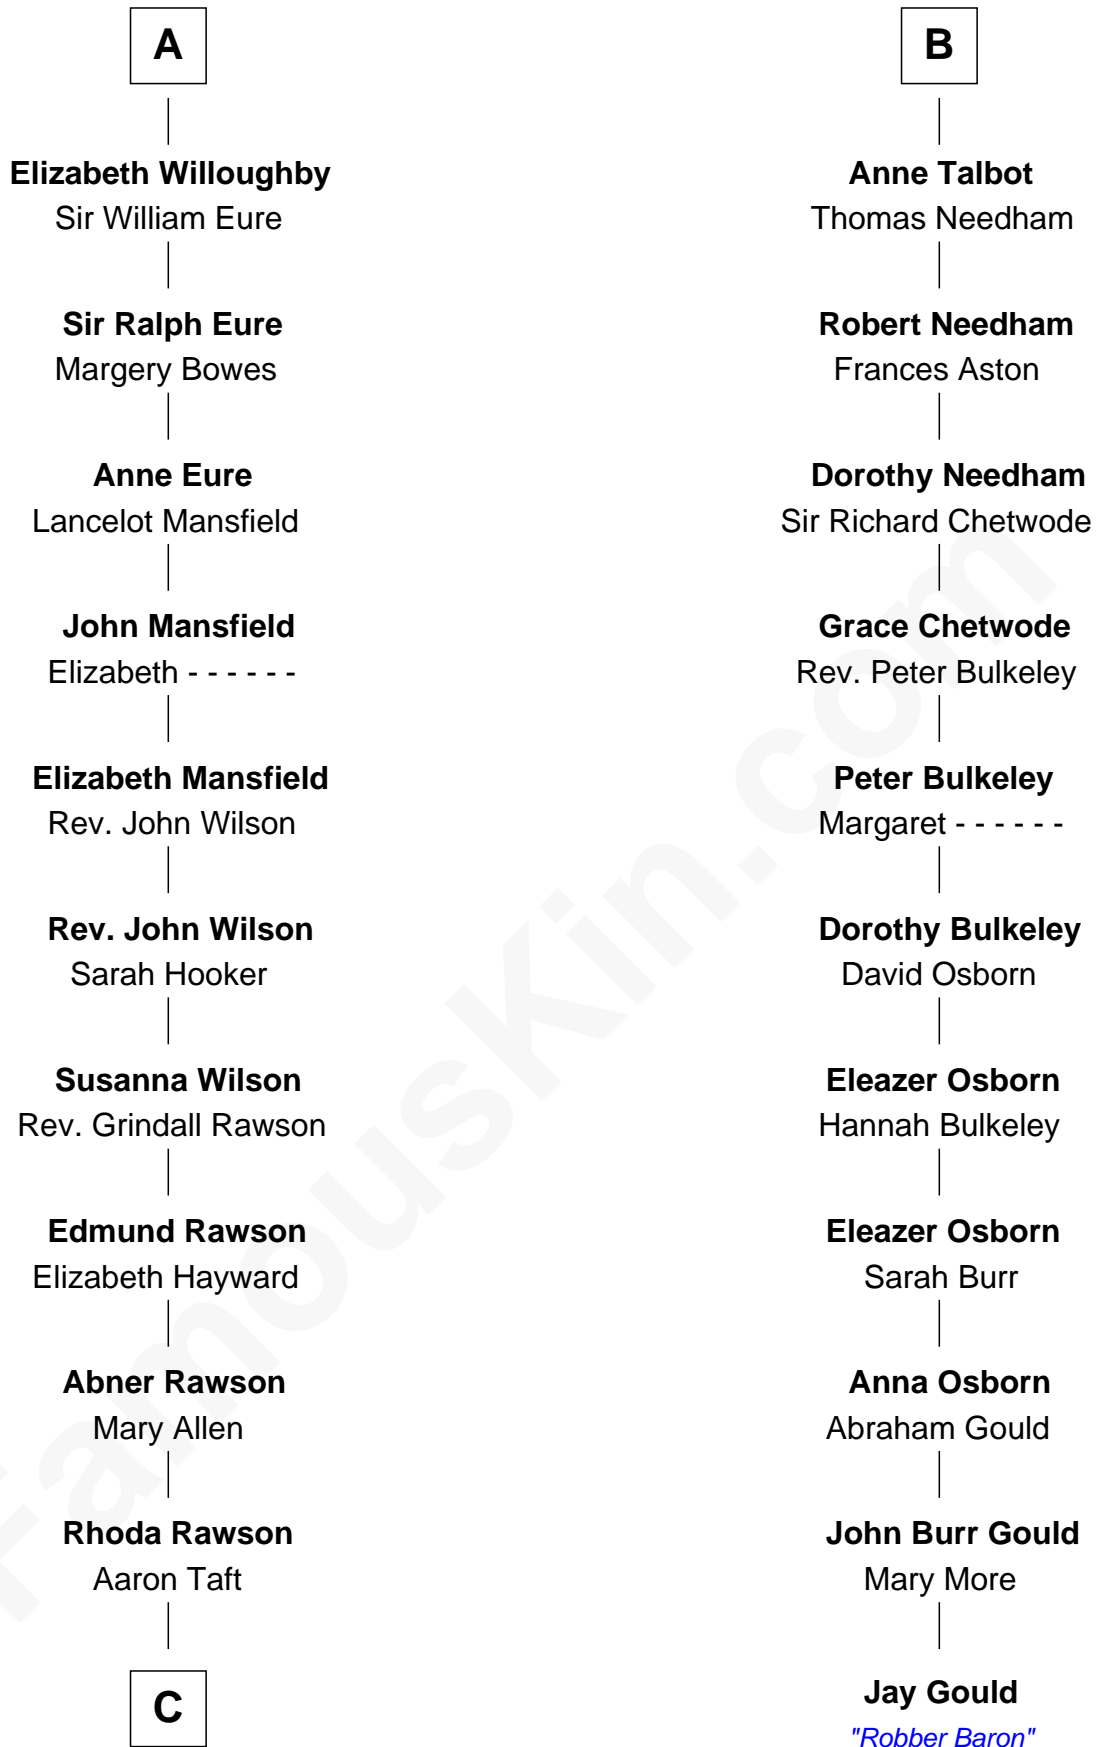 A
Elizabeth Willoughby
Sir William Eure
Sir Ralph Eure
Margery Bowes
Anne Eure
Lancelot Mansfield
John Mansfield
Elizabeth - - - - - -
Elizabeth Mansfield
Rev. John Wilson
Rev. John Wilson
Sarah Hooker
Susanna Wilson
Rev. Grindall Rawson
Edmund Rawson
Elizabeth Hayward
Abner Rawson
Mary Allen
Rhoda Rawson
Aaron Taft
C
B
Anne Talbot
Thomas Needham
Robert Needham
Frances Aston
Dorothy Needham
Sir Richard Chetwode
Grace Chetwode
Rev. Peter Bulkeley
Peter Bulkeley
Margaret - - - - - -
Dorothy Bulkeley
David Osborn
Eleazer Osborn
Hannah Bulkeley
Eleazer Osborn
Sarah Burr
Anna Osborn
Abraham Gould
John Burr Gould
Mary More
Jay Gould
"Robber Baron"
FamousKin.com